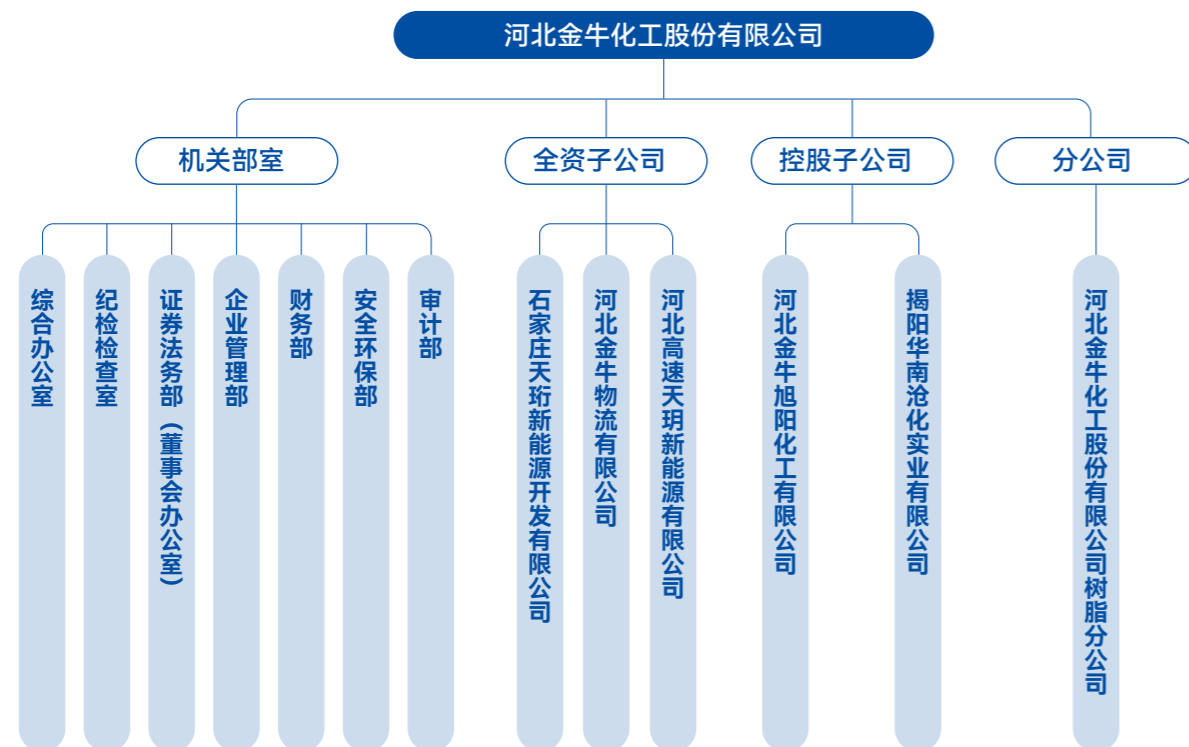 河北金牛化工股份有限公司
机关部室
全资子公司
控股子公司
分公司
综合办公室
纪检检查室
证券法务部（董事会办公室）
企业管理部
财务部
安全环保部
审计部
石家庄天珩新能源开发有限公司
河北金牛物流有限公司
河北高速天玥新能源有限公司
河北金牛旭阳化工有限公司
揭阳华南沧化实业有限公司
河北金牛化工股份有限公司树脂分公司